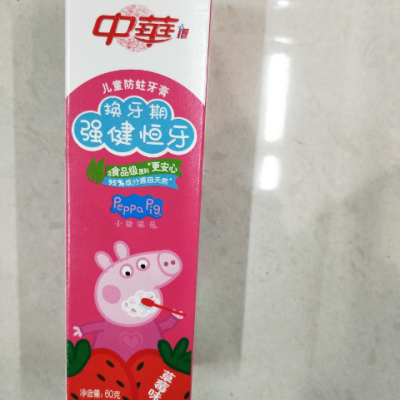 中華
儿童防蛀牙膏
换牙期
强健恒牙
食品级原料*更安心
95%成分源自天然^
Peppa Pig
小猪佩奇
草莓味
净含量：60克